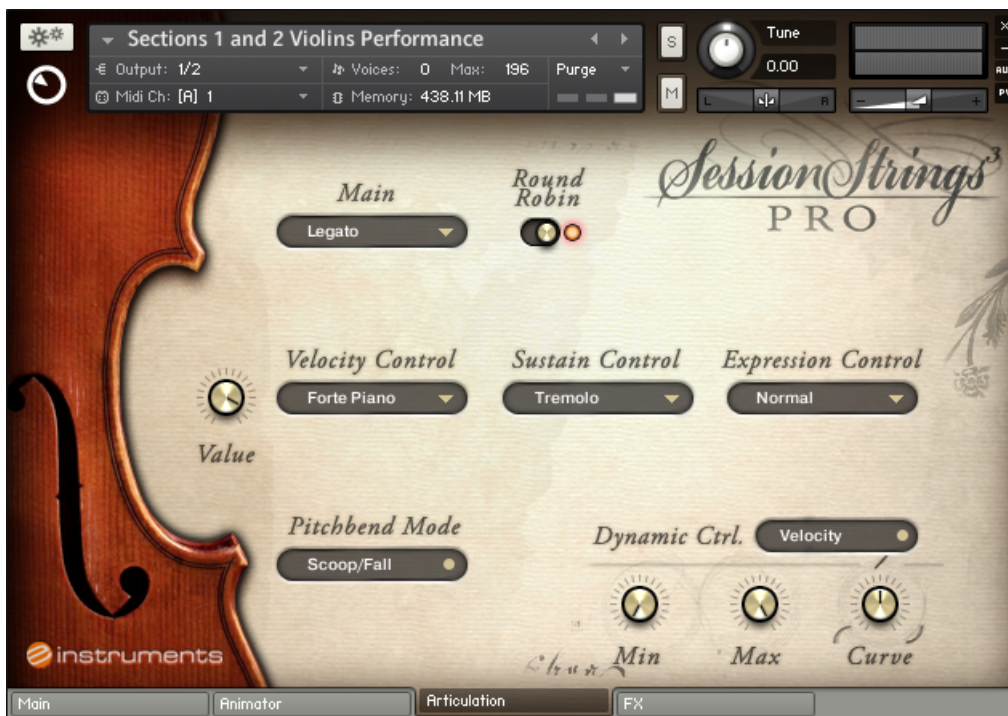 Sections 1 and 2 Violins Performance
Output: 1/2
Voices: 0 Max: 196
Purge
Midi Ch: [A] 1
Memory: 438.11 MB
S
M
Tune
0.00
L
R
AU
Session Strings 3
PRO
Main
Legato
Round
Robin
Velocity Control
Forte Piano
Sustain Control
Tremolo
Expression Control
Normal
Value
Pitchbend Mode
Scoop/Fall
Dynamic Ctrl.
Velocity
Min
Max
Curve
e instruments
Main
Animator
Articulation
FX